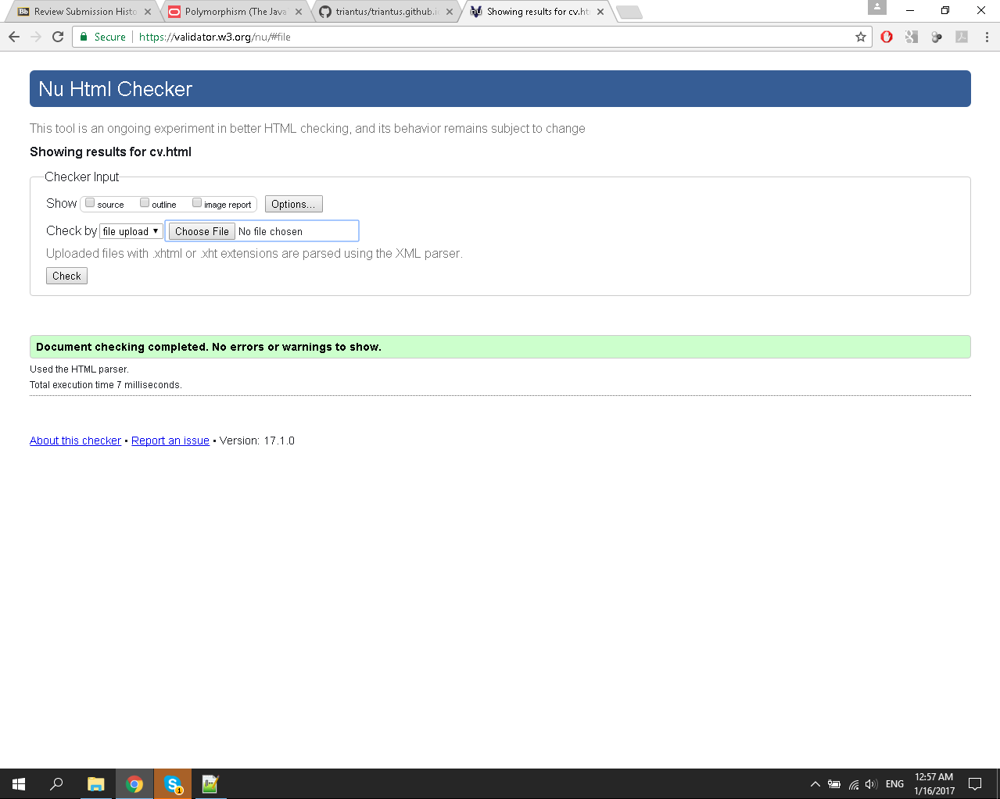 Bb Review Submission Histo
Polymorphism (The Java
triantus/triantus.github.i
nu Showing results for cv.ht
Secure https://validator.w3.org/nu/#file
Nu Html Checker
This tool is an ongoing experiment in better HTML checking, and its behavior remains subject to change
Showing results for cv.html
Checker Input
Show source outline image report Options...
Check by file upload Choose File No file chosen
Uploaded files with .xhtml or .xht extensions are parsed using the XML parser.
Check
Document checking completed. No errors or warnings to show.
Used the HTML parser.
Total execution time 7 milliseconds.
About this checker • Report an issue • Version: 17.1.0
1
ENG
12:57 AM
1/16/2017